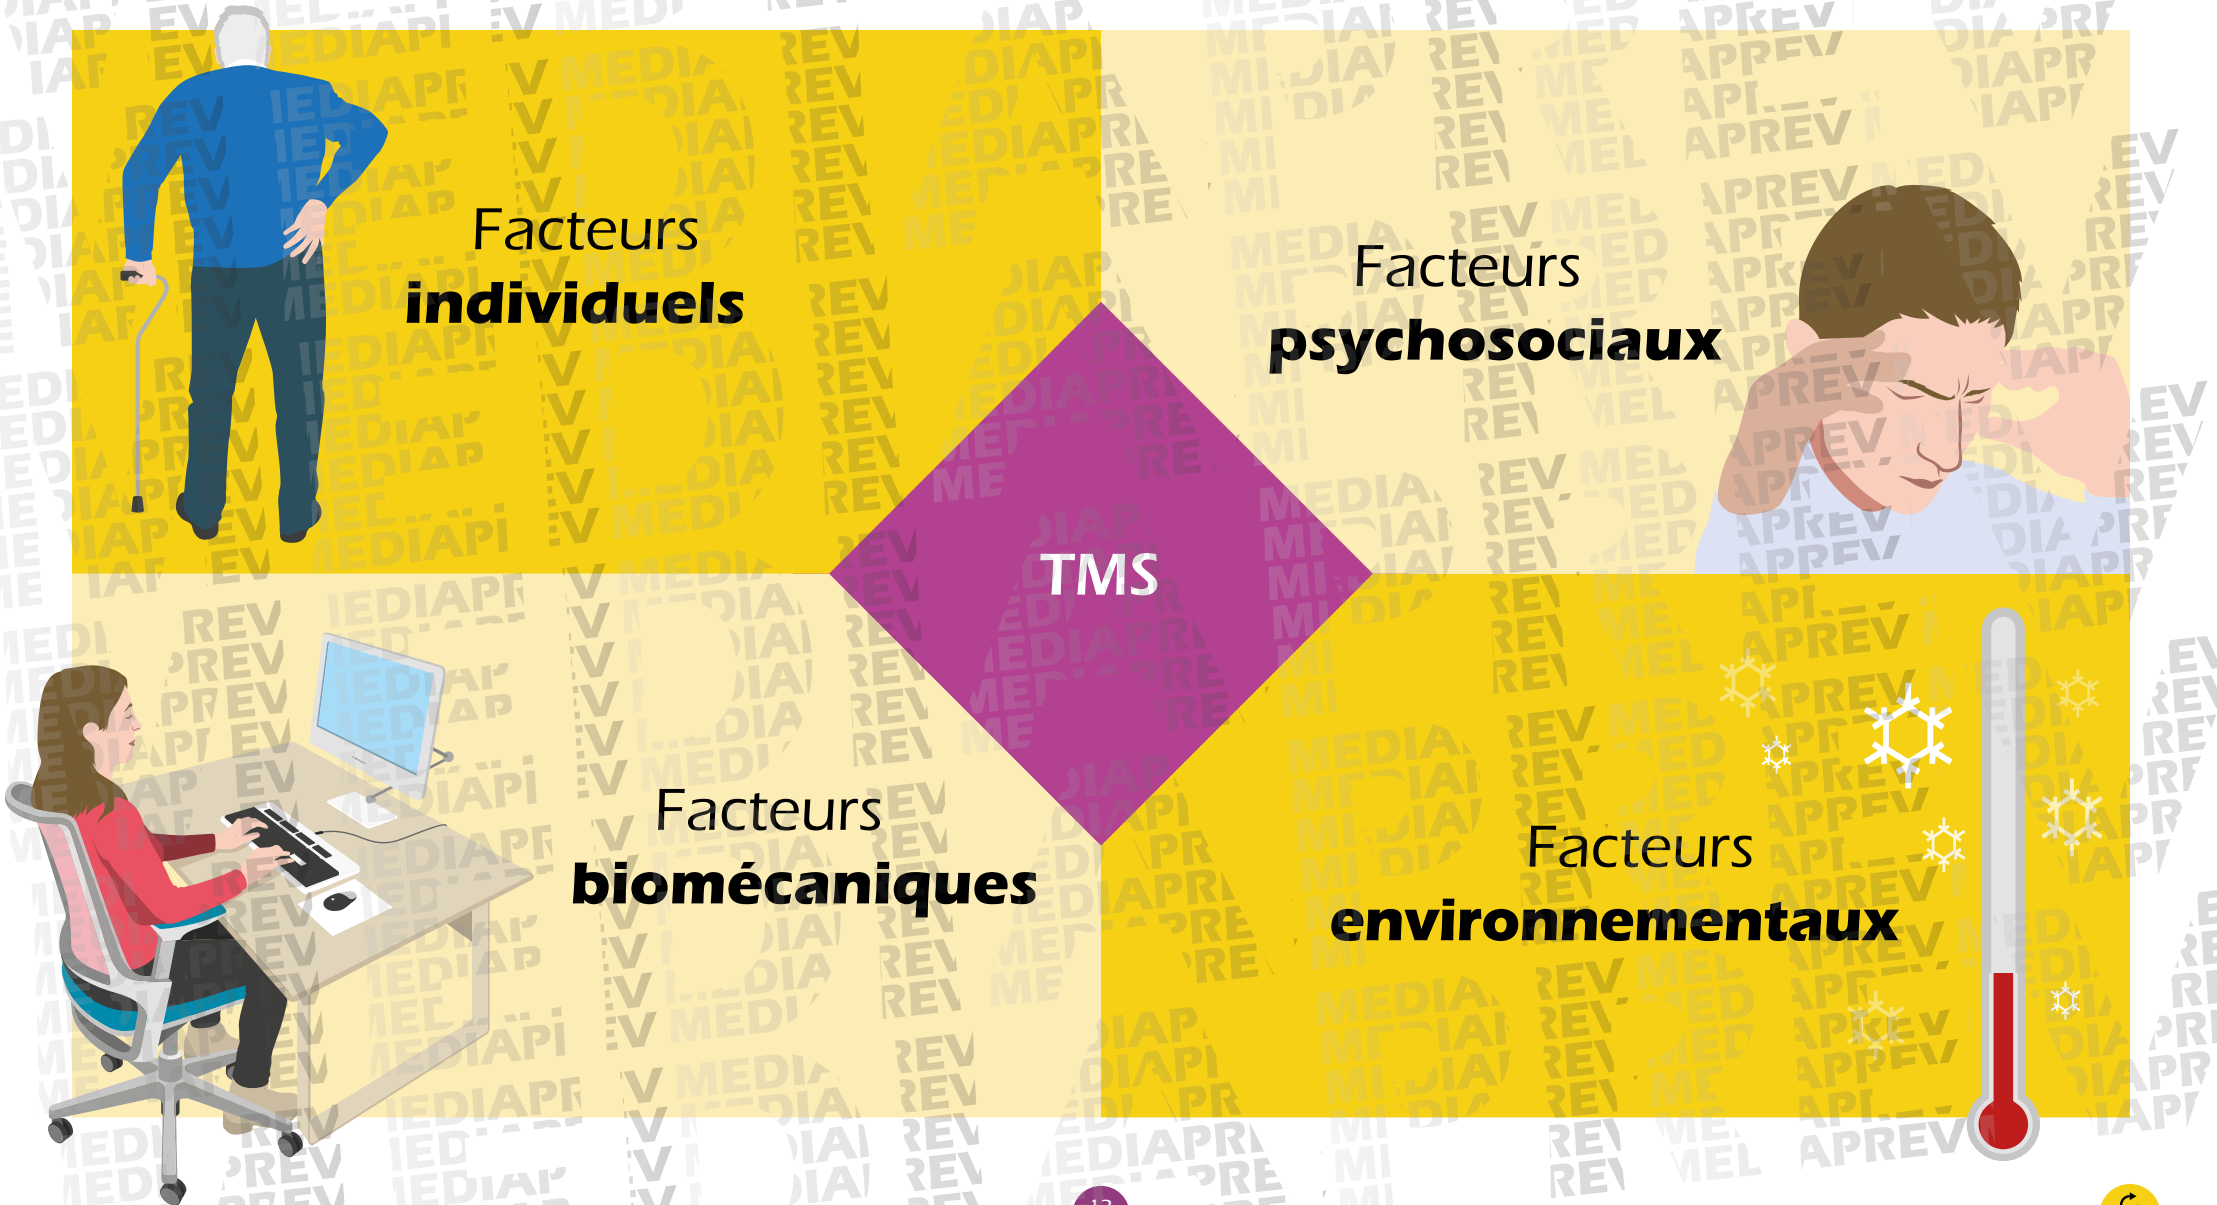 Facteurs
individuels
Facteurs
psychosociaux
TMS
Facteurs
biomécaniques
Facteurs
environnementaux